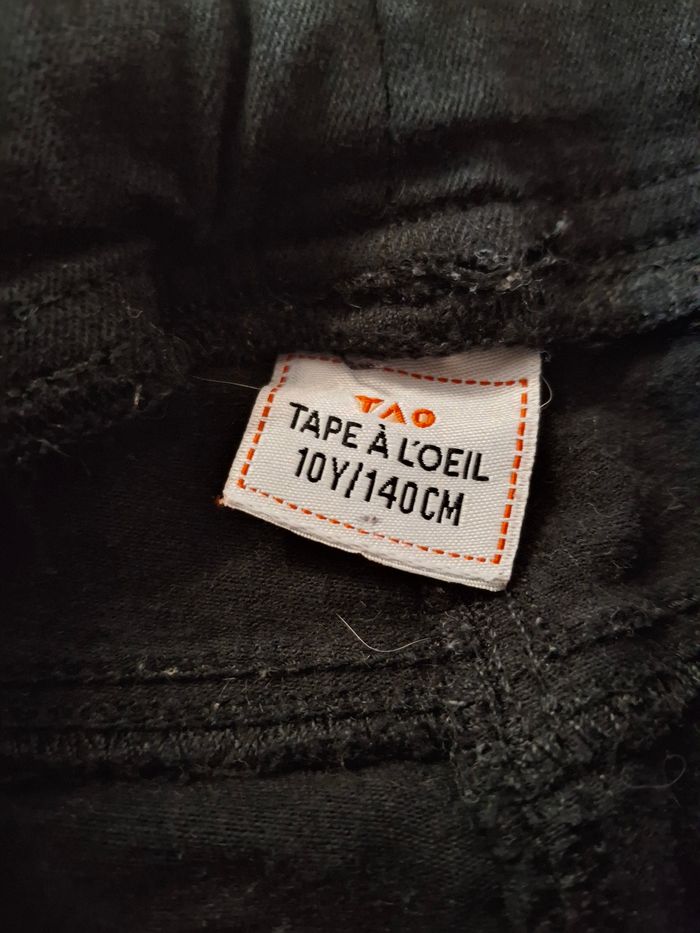 TAO
TAPE À L'OEIL
10Y/140CM